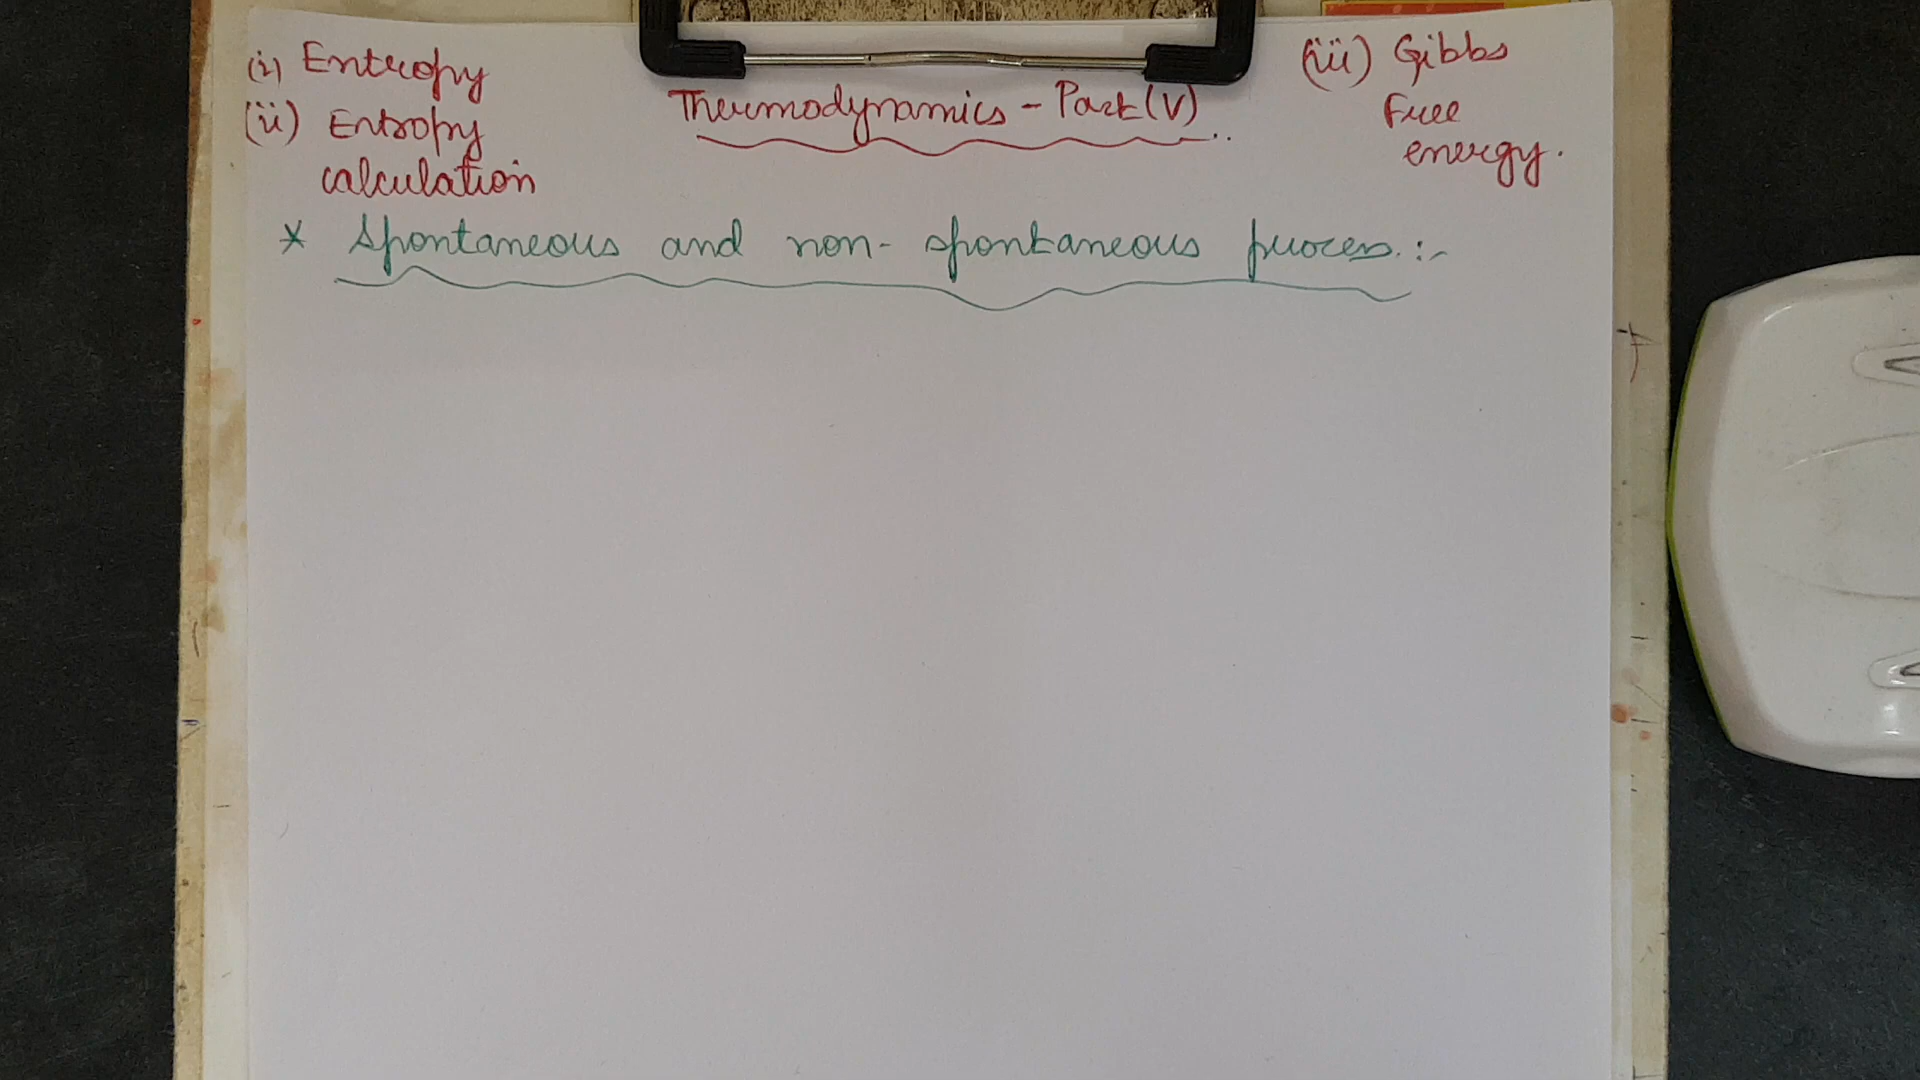 (i) Entropy
(ii) Entropy
calculation
Thermodynamics - Part (V)
(iii) Gibbs
Free
energy.
* Spontaneous and non- spontaneous process. :-